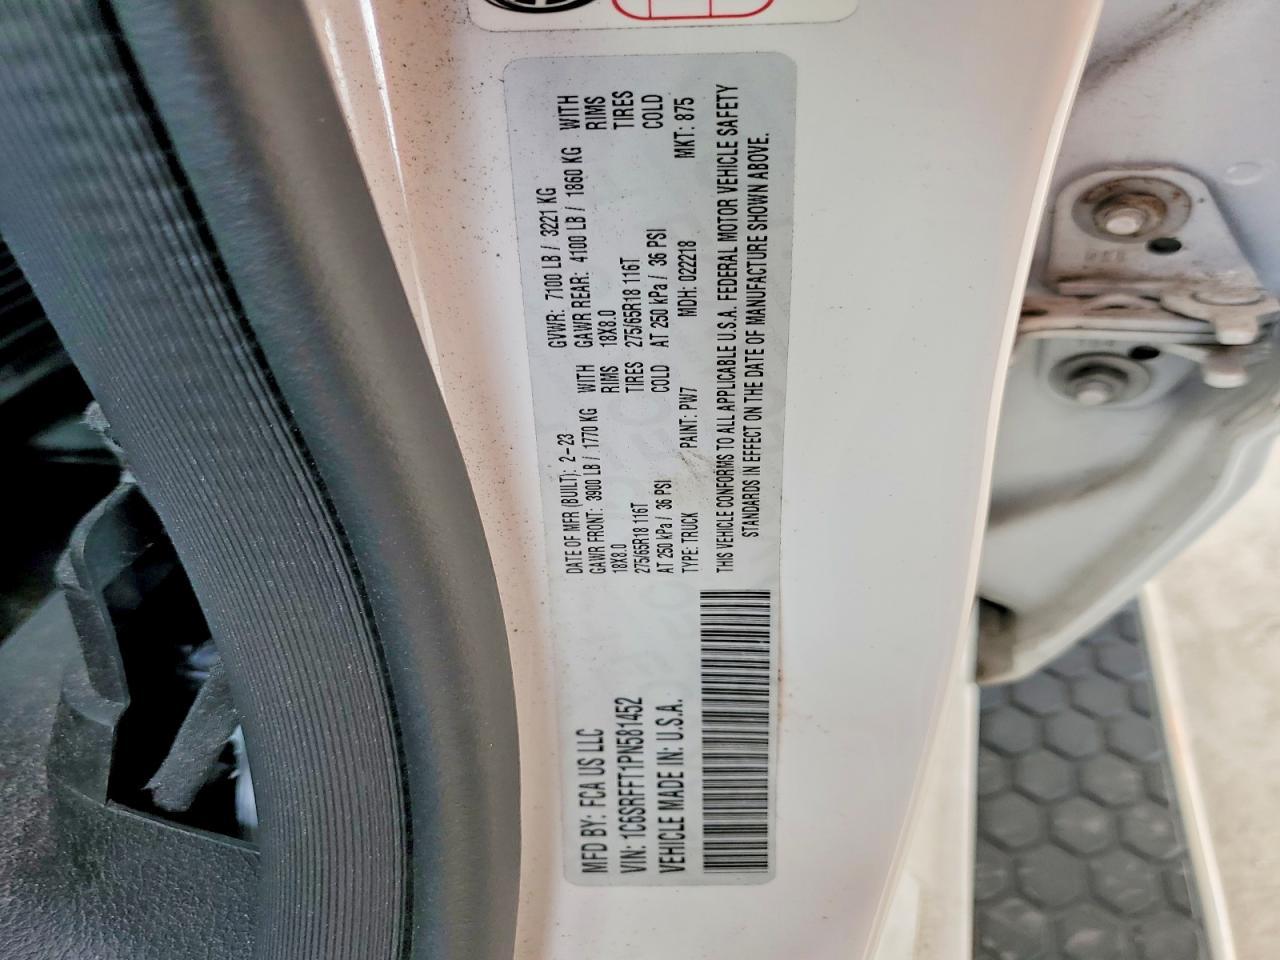 MFD BY: FCA US LLC
VIN: 1C6SRFFT1PN581452
VEHICLE MADE IN: U.S.A.
DATE OF MFR (BUILT): 2-23 GVWR: 7100 LB / 3221 KG
GAWR FRONT: 3900 LB / 1770 KG WITH GAWR REAR: 4100 LB / 1860 KG WITH
18X8.0 RIMS 18X8.0 RIMS
275/65R18 116T TIRES 275/65R18 116T TIRES
AT 250 kPa / 36 PSI COLD AT 250 kPa / 36 PSI COLD
TYPE: TRUCK PAINT: PW7 MDH: 022218 MKT: 875
THIS VEHICLE CONFORMS TO ALL APPLICABLE U.S.A. FEDERAL MOTOR VEHICLE SAFETY
STANDARDS IN EFFECT ON THE DATE OF MANUFACTURE SHOWN ABOVE.